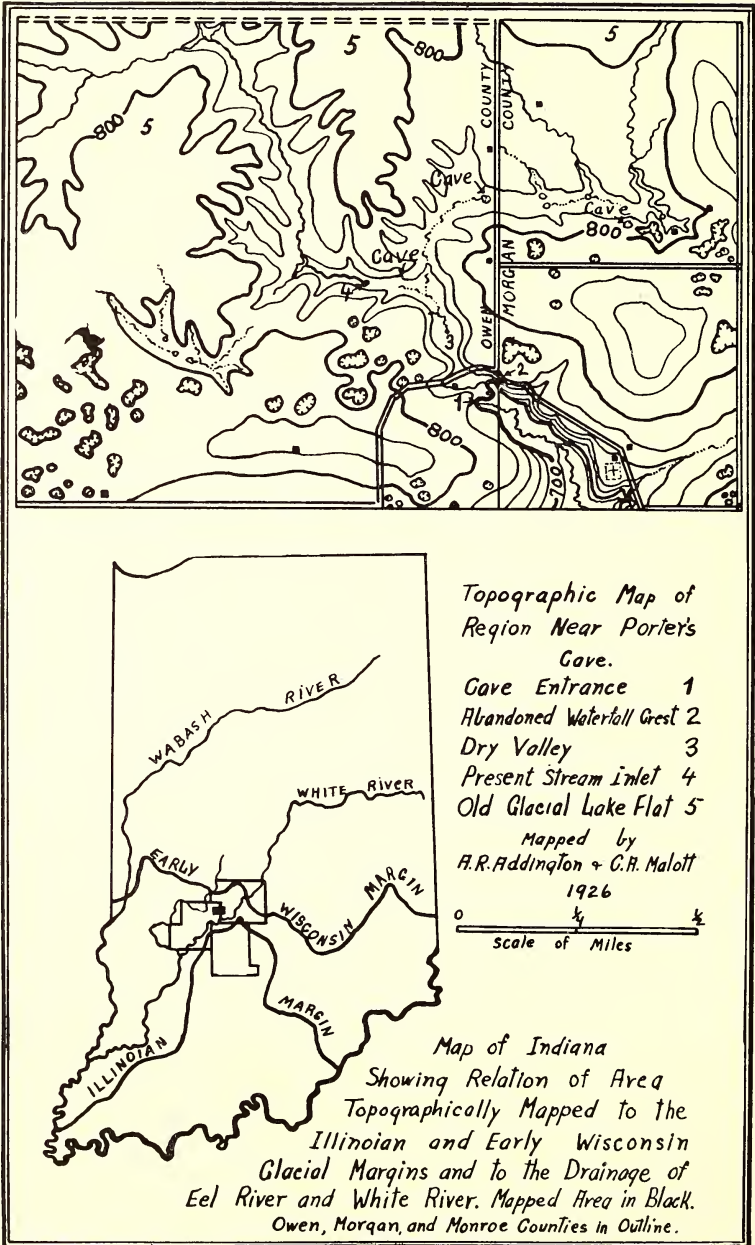 5
800
5
COUNTY
COUNTY
800
5
Cave
Cave
800
Cave
4
OWEN
MORGAN
3
2
1
800
700
Topographic Map of
Region Near Porter's
Cave.
Cave Entrance 1
Abandoned Waterfall Crest 2
Dry Valley 3
Present Stream inlet 4
Old Glacial Lake Flat 5
Mapped by
A.R. Addington & C.A. Malott
1926
0 ¼ ½
Scale of Miles
WABASH RIVER
WHITE River
EARLY WISCONSIN MARGIN
ILLINOIAN MARGIN
Map of Indiana
Showing Relation of Area
Topographically Mapped to the
Illinoian and Early Wisconsin
Glacial Margins and to the Drainage of
Eel River and White River. Mapped Area in Black.
Owen, Morgan, and Monroe Counties in Outline.